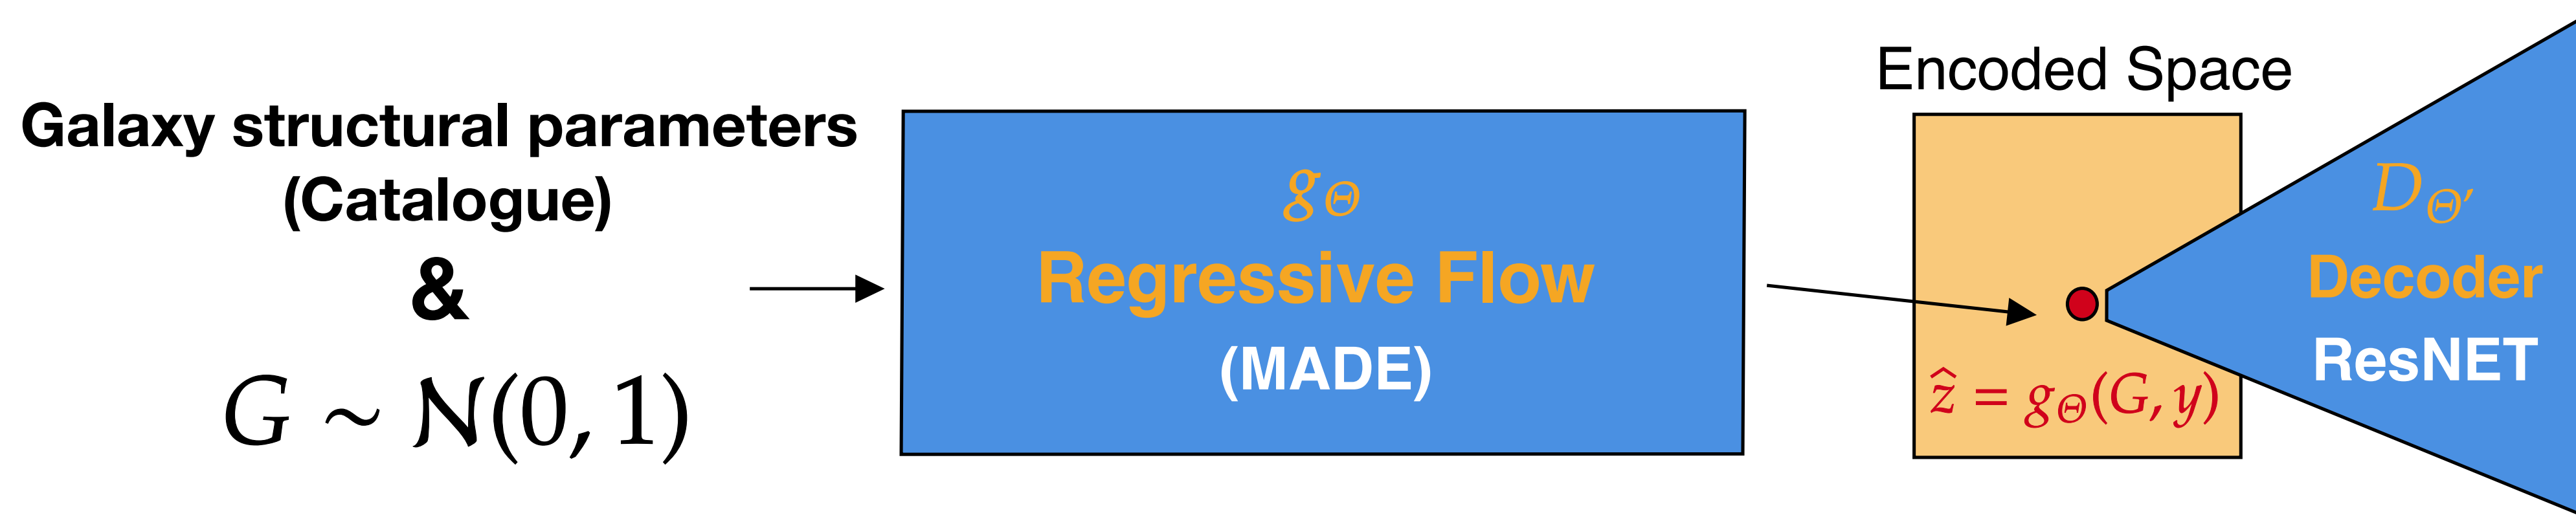 Galaxy structural parameters
(Catalogue)
&
G ~ N(0, 1)
g_Θ
Regressive Flow
(MADE)
Encoded Space
ẑ = g_Θ(G, y)
D_Θ′
Decoder
ResNET